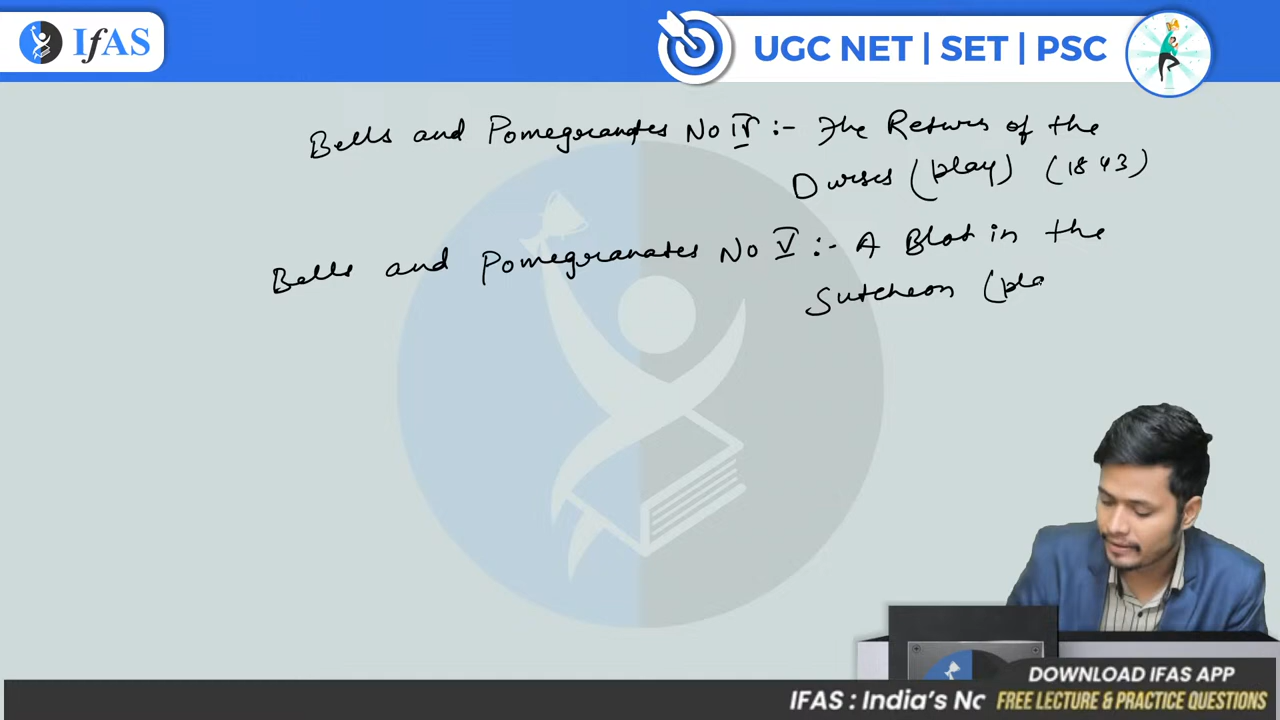 IfAS
UGC NET | SET | PSC
Bells and Pomegranates No IV :- The Return of the
Druses (play) (1843)
Bells and Pomegranates No V :- A Blot in the
Sutcheon (pla
DOWNLOAD IFAS APP
IFAS : India's No
FREE LECTURE & PRACTICE QUESTIONS